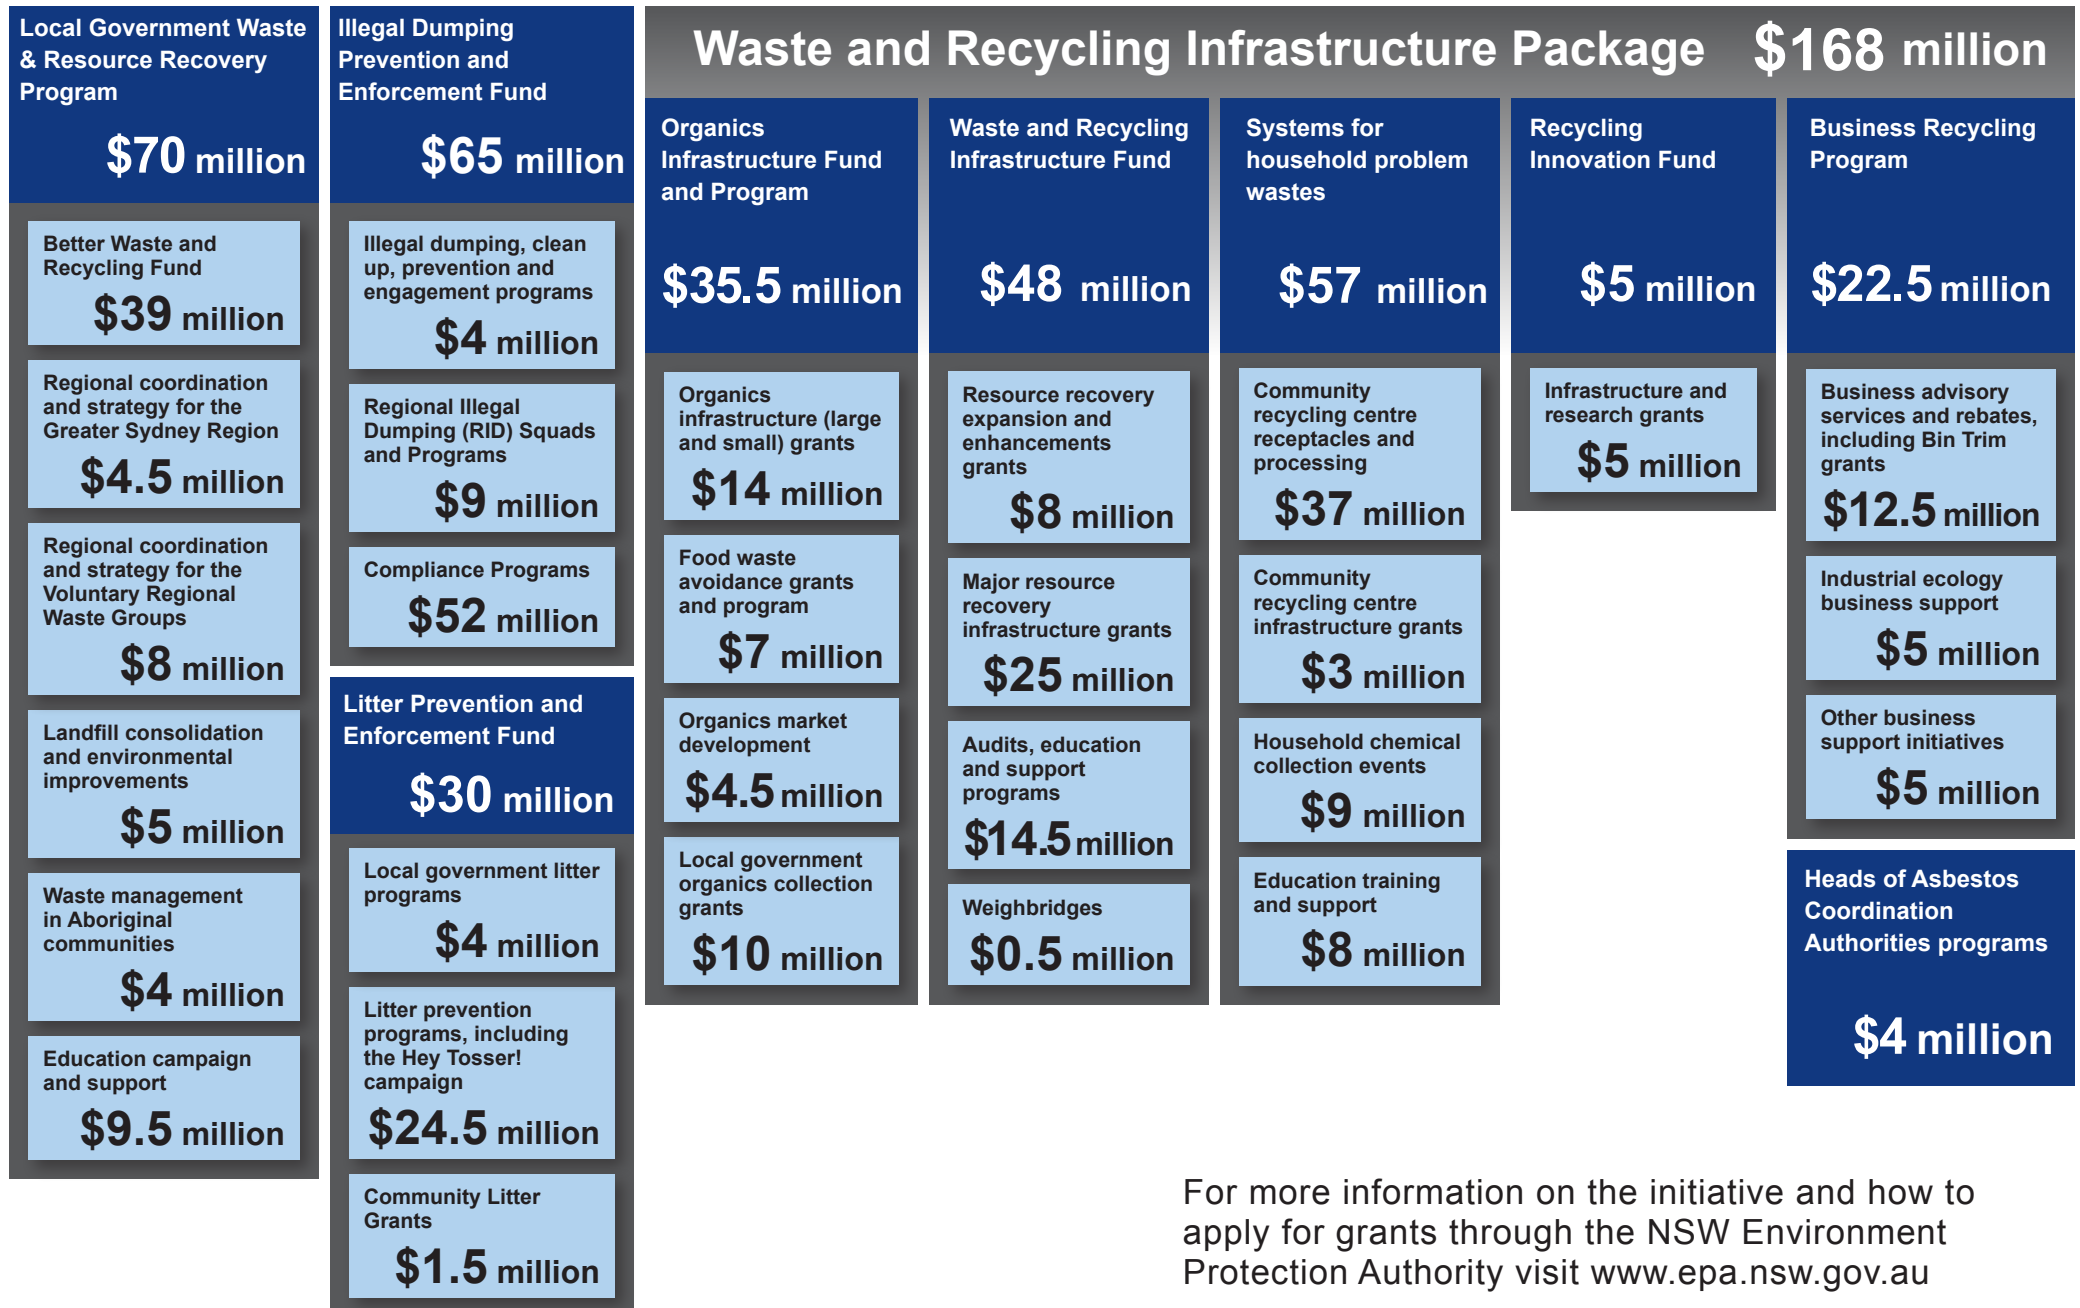 Local Government Waste
& Resource Recovery
Program
$70 million
Better Waste and
Recycling Fund
$39 million
Regional coordination
and strategy for the
Greater Sydney Region
$4.5 million
Regional coordination
and strategy for the
Voluntary Regional
Waste Groups
$8 million
Landfill consolidation
and environmental
improvements
$5 million
Waste management
in Aboriginal
communities
$4 million
Education campaign
and support
$9.5 million
Illegal Dumping
Prevention and
Enforcement Fund
$65 million
Illegal dumping, clean
up, prevention and
engagement programs
$4 million
Regional Illegal
Dumping (RID) Squads
and Programs
$9 million
Compliance Programs
$52 million
Litter Prevention and
Enforcement Fund
$30 million
Local government litter
programs
$4 million
Litter prevention
programs, including
the Hey Tosser!
campaign
$24.5 million
Community Litter
Grants
$1.5 million
Waste and Recycling Infrastructure Package $168 million
Organics
Infrastructure Fund
and Program
$35.5 million
Organics
infrastructure (large
and small) grants
$14 million
Food waste
avoidance grants
and program
$7 million
Organics market
development
$4.5 million
Local government
organics collection
grants
$10 million
Waste and Recycling
Infrastructure Fund
$48 million
Resource recovery
expansion and
enhancements
grants
$8 million
Major resource
recovery
infrastructure grants
$25 million
Audits, education
and support
programs
$14.5 million
Weighbridges
$0.5 million
Systems for
household problem
wastes
$57 million
Community
recycling centre
receptacles and
processing
$37 million
Community
recycling centre
infrastructure grants
$3 million
Household chemical
collection events
$9 million
Education training
and support
$8 million
Recycling
Innovation Fund
$5 million
Infrastructure and
research grants
$5 million
Business Recycling
Program
$22.5 million
Business advisory
services and rebates,
including Bin Trim
grants
$12.5 million
Industrial ecology
business support
$5 million
Other business
support initiatives
$5 million
Heads of Asbestos
Coordination
Authorities programs
$4 million
For more information on the initiative and how to
apply for grants through the NSW Environment
Protection Authority visit www.epa.nsw.gov.au